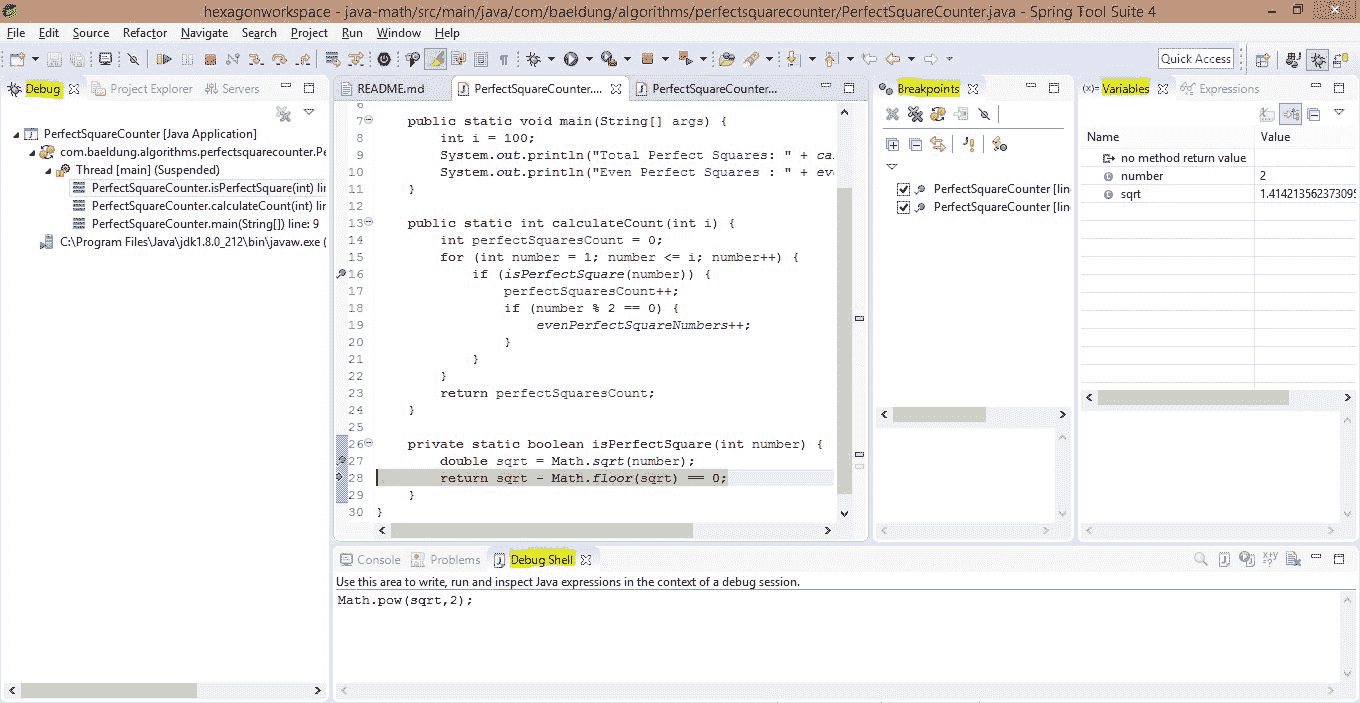 hexagonworkspace - java-math/src/main/java/com/baeldung/algorithms/perfectsquarecounter/PerfectSquareCounter.java - Spring Tool Suite 4
File Edit Source Refactor Navigate Search Project Run Window Help
Quick Access
Debug Project Explorer Servers
PerfectSquareCounter [Java Application]
com.baeldung.algorithms.perfectsquarecounter.Pe
Thread [main] (Suspended)
PerfectSquareCounter.isPerfectSquare(int) lin
PerfectSquareCounter.calculateCount(int) lin
PerfectSquareCounter.main(String[]) line: 9
C:\Program Files\Java\jdk1.8.0_212\bin\javaw.exe (
README.md PerfectSquareCounter.... PerfectSquareCounter...
6
7 public static void main(String[] args) {
8 int i = 100;
9 System.out.println("Total Perfect Squares: " + ca
10 System.out.println("Even Perfect Squares : " + eve
11 }
12
13 public static int calculateCount(int i) {
14 int perfectSquaresCount = 0;
15 for (int number = 1; number <= i; number++) {
16 if (isPerfectSquare(number)) {
17 perfectSquaresCount++;
18 if (number % 2 == 0) {
19 evenPerfectSquareNumbers++;
20 }
21 }
22 }
23 return perfectSquaresCount;
24 }
25
26 private static boolean isPerfectSquare(int number) {
27 double sqrt = Math.sqrt(number);
28 return sqrt - Math.floor(sqrt) == 0;
29 }
30 }
Breakpoints
PerfectSquareCounter [line
PerfectSquareCounter [line
(x)= Variables Expressions
Name Value
no method return value
number 2
sqrt 1.4142135623730951
Console Problems Debug Shell
Use this area to write, run and inspect Java expressions in the context of a debug session.
Math.pow(sqrt,2);